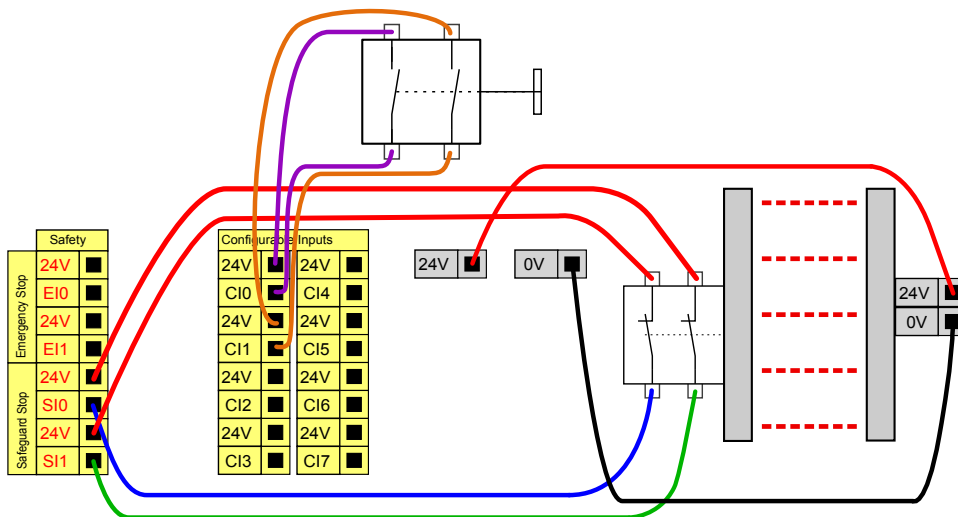 Safety
Emergency Stop
24V
EI0
24V
EI1
Safeguard Stop
24V
SI0
24V
SI1
Configurable Inputs
24V 24V
CI0 CI4
24V 24V
CI1 CI5
24V 24V
CI2 CI6
24V 24V
CI3 CI7
24V 0V
24V
0V